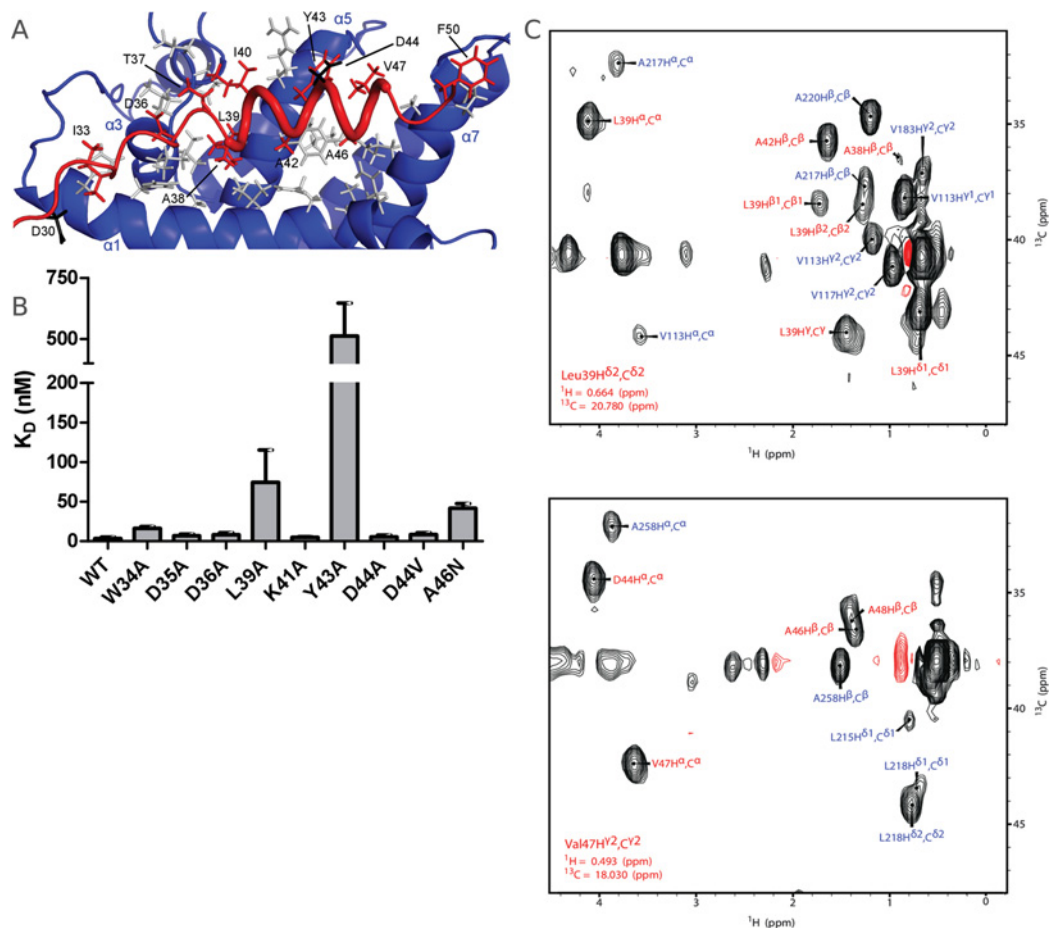 A
α5
Y43
D44
F50
T37
I40
V47
D36
L39
I33
α3
α7
A42
A46
A38
D30
α1
B
K_D (nM)
750
500
200
150
100
50
0
WT
W34A
D35A
D36A
L39A
K41A
Y43A
D44A
D44V
A46N
C
A217Hα,Cα
A220Hβ,Cβ
L39Hα,Cα
V183Hγ2,Cγ2
A42Hβ,Cβ
A38Hβ,Cβ
A217Hβ,Cβ
L39Hβ1,Cβ1
V113Hγ1,Cγ1
L39Hβ2,Cβ2
V113Hγ2,Cγ2
V117Hγ2,Cγ2
L39Hγ,Cγ
V113Hα,Cα
L39Hδ1,Cδ1
Leu39Hδ2,Cδ2
1H = 0.664 (ppm)
13C = 20.780 (ppm)
35
40
45
13C (ppm)
4
3
2
1
0
1H (ppm)
A258Hα,Cα
D44Hα,Cα
A48Hβ,Cβ
A46Hβ,Cβ
A258Hβ,Cβ
L215Hδ1,Cδ1
V47Hα,Cα
L218Hδ1,Cδ1
L218Hδ2,Cδ2
Val47Hγ2,Cγ2
1H = 0.493 (ppm)
13C = 18.030 (ppm)
35
40
45
13C (ppm)
4
3
2
1
0
1H (ppm)